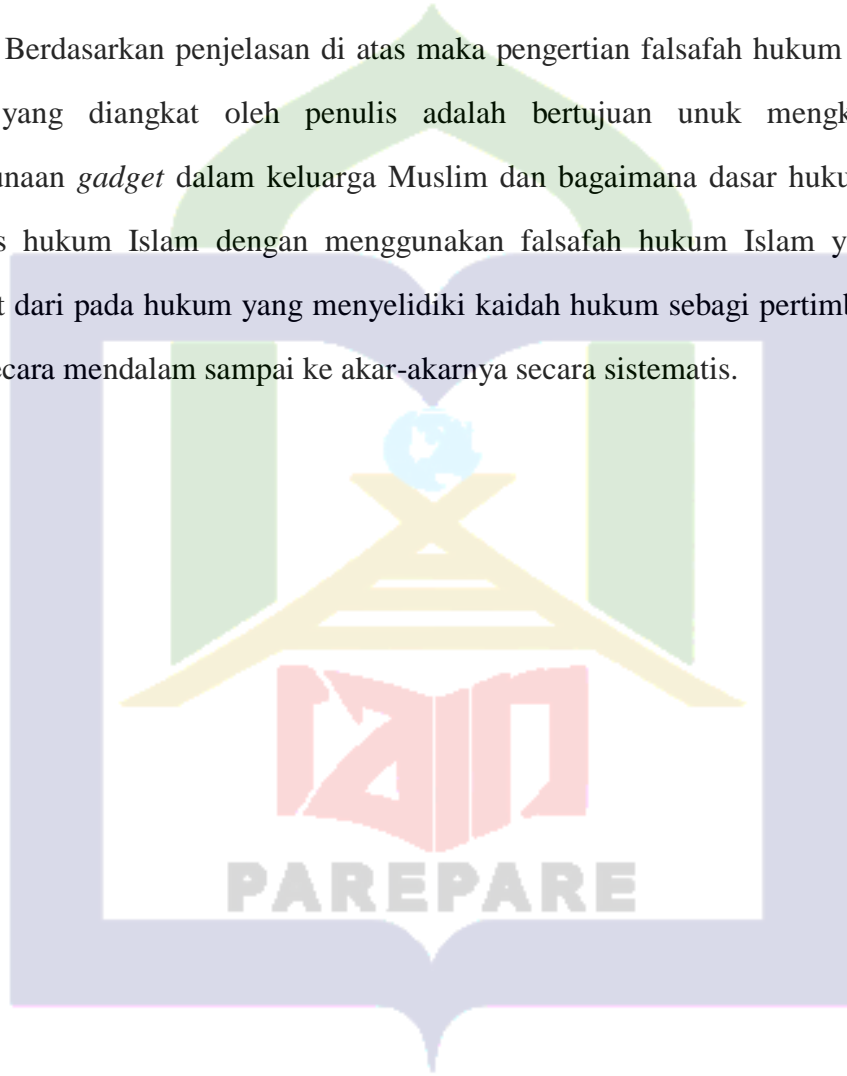 Berdasarkan penjelasan di atas maka pengertian falsafah hukum
yang diangkat oleh penulis adalah bertujuan unuk
gadget dalam keluarga Muslim dan bagaimana dasar
hukum Islam dengan menggunakan falsafah hukum Islam
dari pada hukum yang menyelidiki kaidah hukum sebagi
mendalam sampai ke akar-akarnya secara sistematis.
iain
PAREPARE